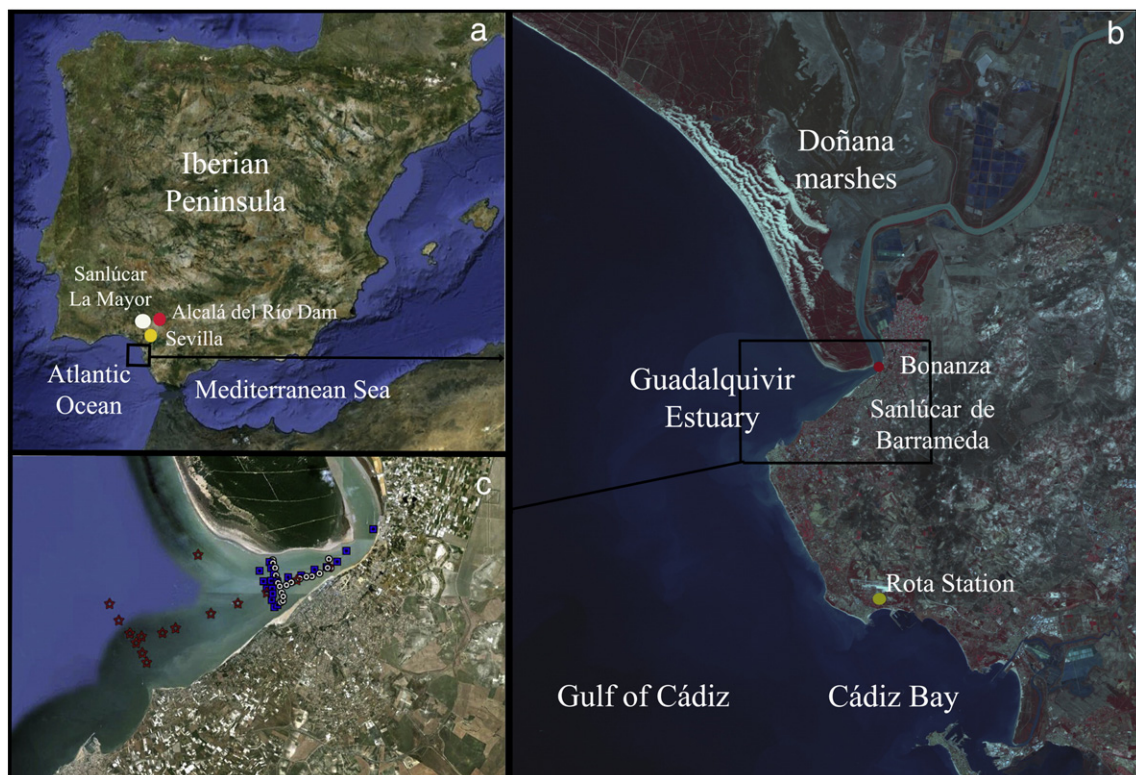 a
Iberian
Peninsula
Sanlúcar
La Mayor
Alcalá del Río Dam
Sevilla
Atlantic
Ocean
Mediterranean Sea
b
Doñana
marshes
Guadalquivir
Estuary
Bonanza
Sanlúcar de
Barrameda
Rota Station
Gulf of Cádiz
Cádiz Bay
c